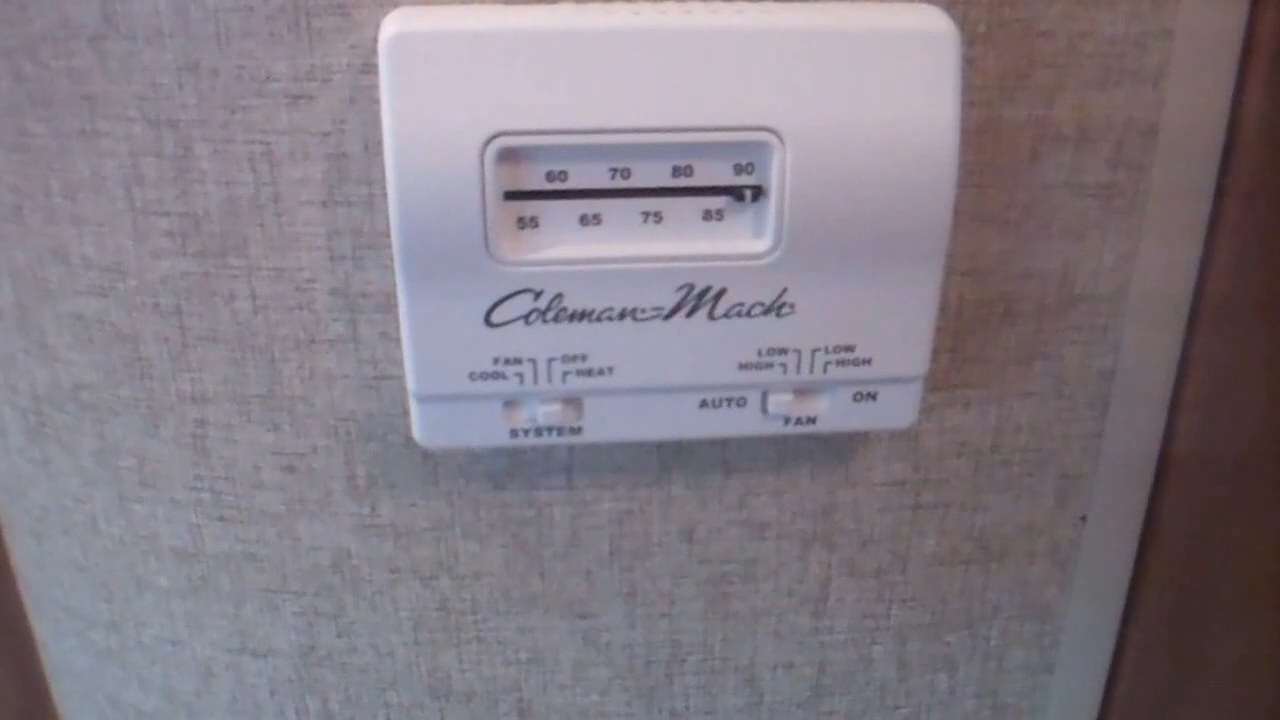 60 70 80 90
55 65 75 85
Coleman-Mach
FAN OFF LOW LOW
COOL HEAT HIGH HIGH
AUTO ON
SYSTEM FAN